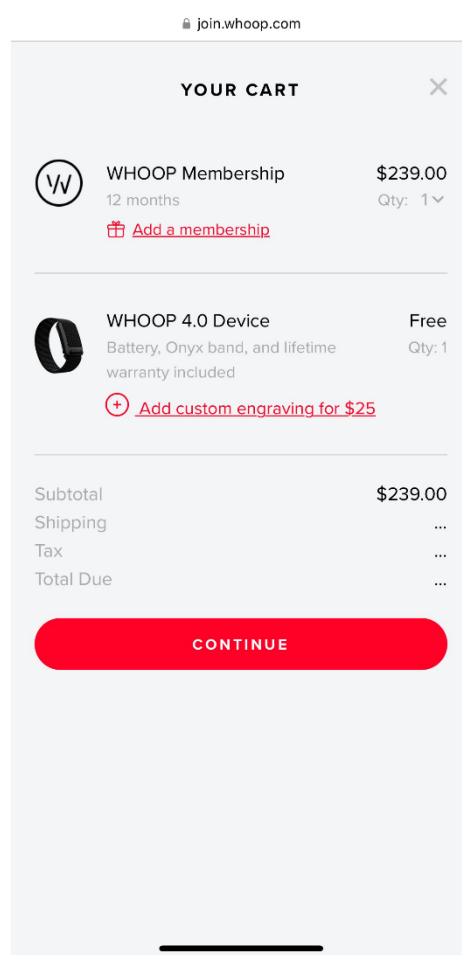 join.whoop.com
YOUR CART
WHOOP Membership $239.00
12 months Qty: 1
Add a membership
WHOOP 4.0 Device Free
Battery, Onyx band, and lifetime Qty: 1
warranty included
Add custom engraving for $25
Subtotal $239.00
Shipping ...
Tax ...
Total Due ...
CONTINUE